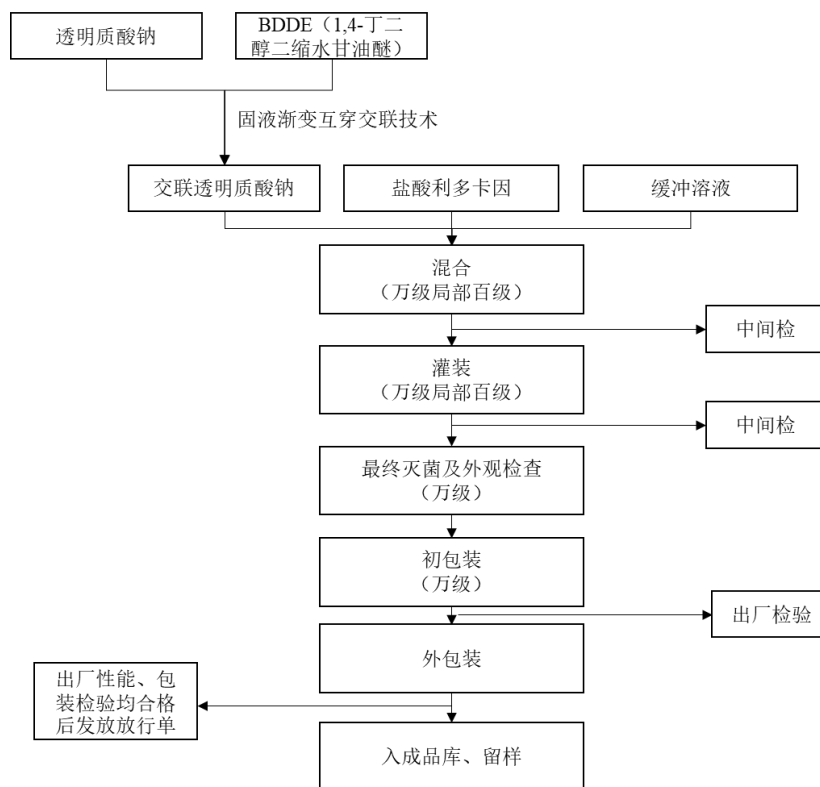 透明质酸钠
BDDE（1,4-丁二
醇二缩水甘油醚）
固液渐变互穿交联技术
交联透明质酸钠
盐酸利多卡因
缓冲溶液
混合
（万级局部百级）
中间检
灌装
（万级局部百级）
中间检
最终灭菌及外观检查
（万级）
初包装
（万级）
出厂检验
外包装
出厂性能、包
装检验均合格
后发放放行单
入成品库、留样